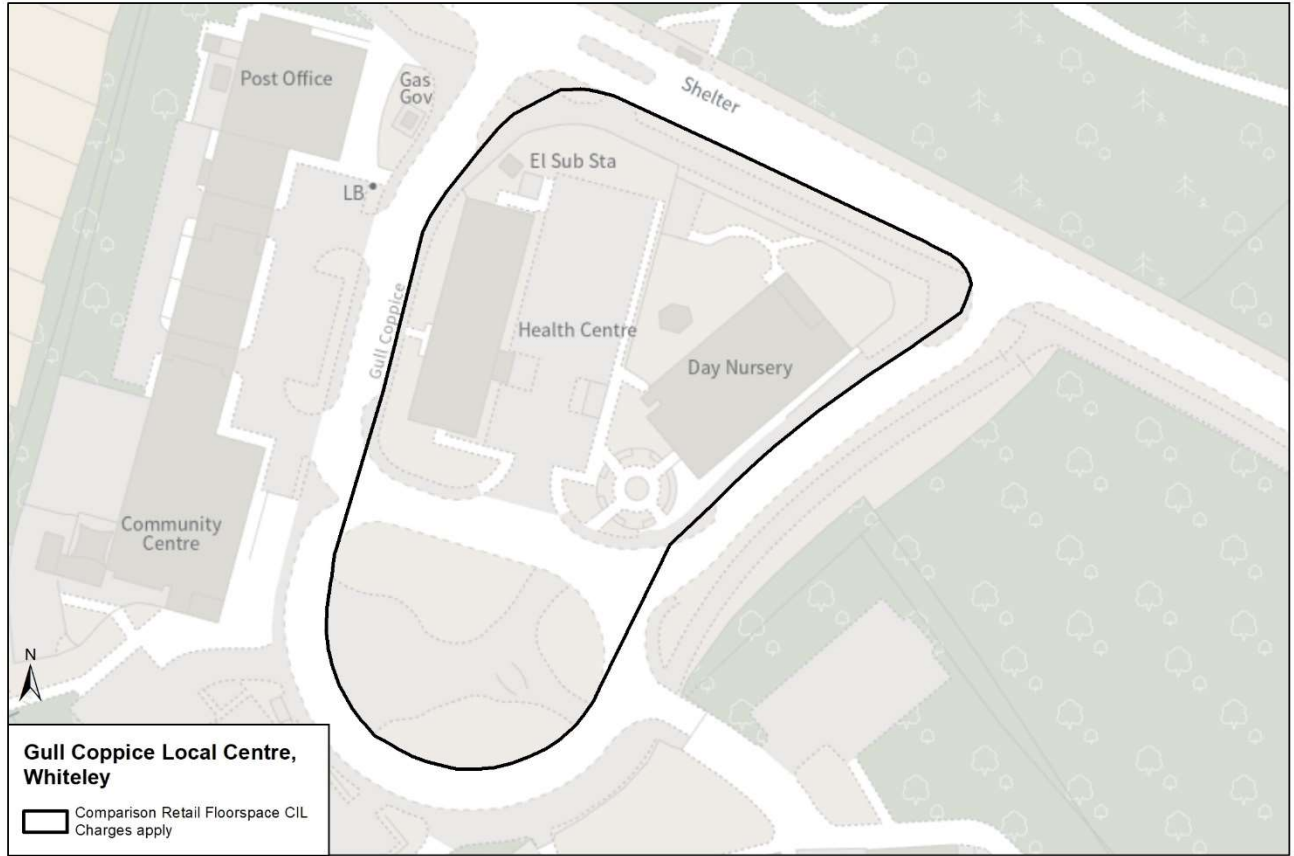 Post Office
Gas
Gov
Shelter
El Sub Sta
LB
Gull Coppice
Health Centre
Day Nursery
Community
Centre
N
Gull Coppice Local Centre,
Whiteley
Comparison Retail Floorspace CIL
Charges apply